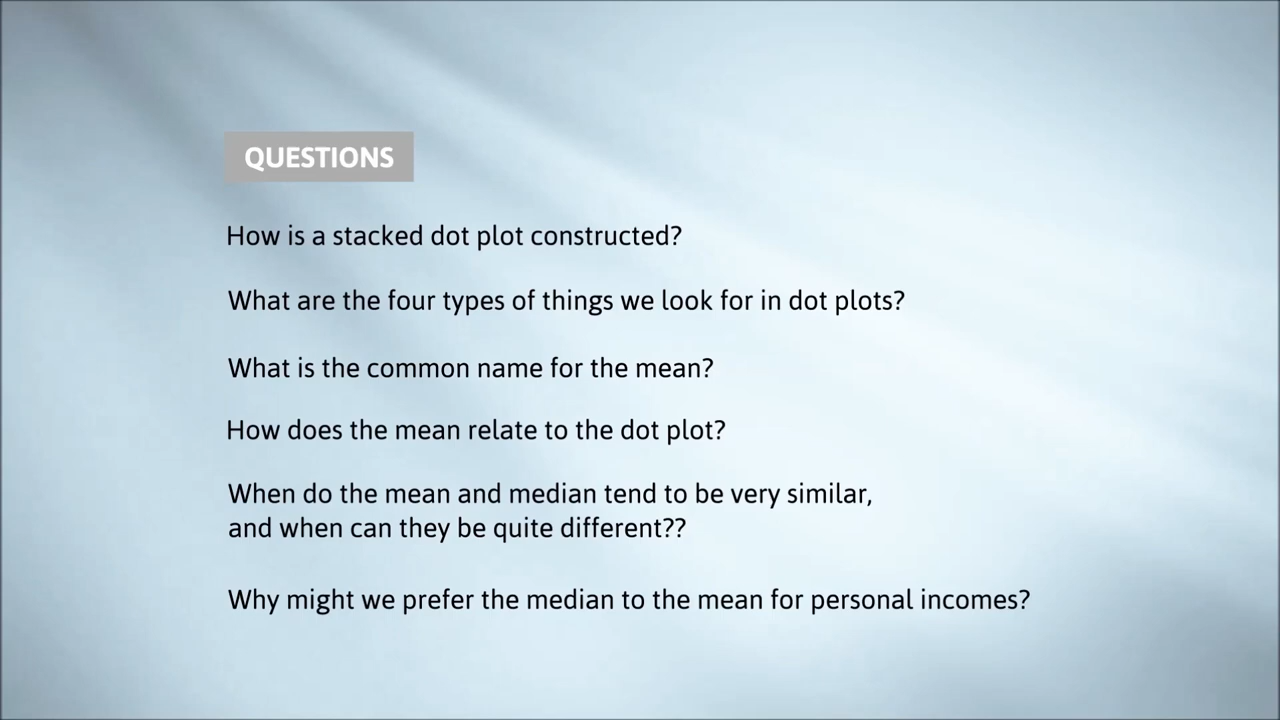 QUESTIONS
How is a stacked dot plot constructed?
What are the four types of things we look for in dot plots?
What is the common name for the mean?
How does the mean relate to the dot plot?
When do the mean and median tend to be very similar,
and when can they be quite different??
Why might we prefer the median to the mean for personal incomes?